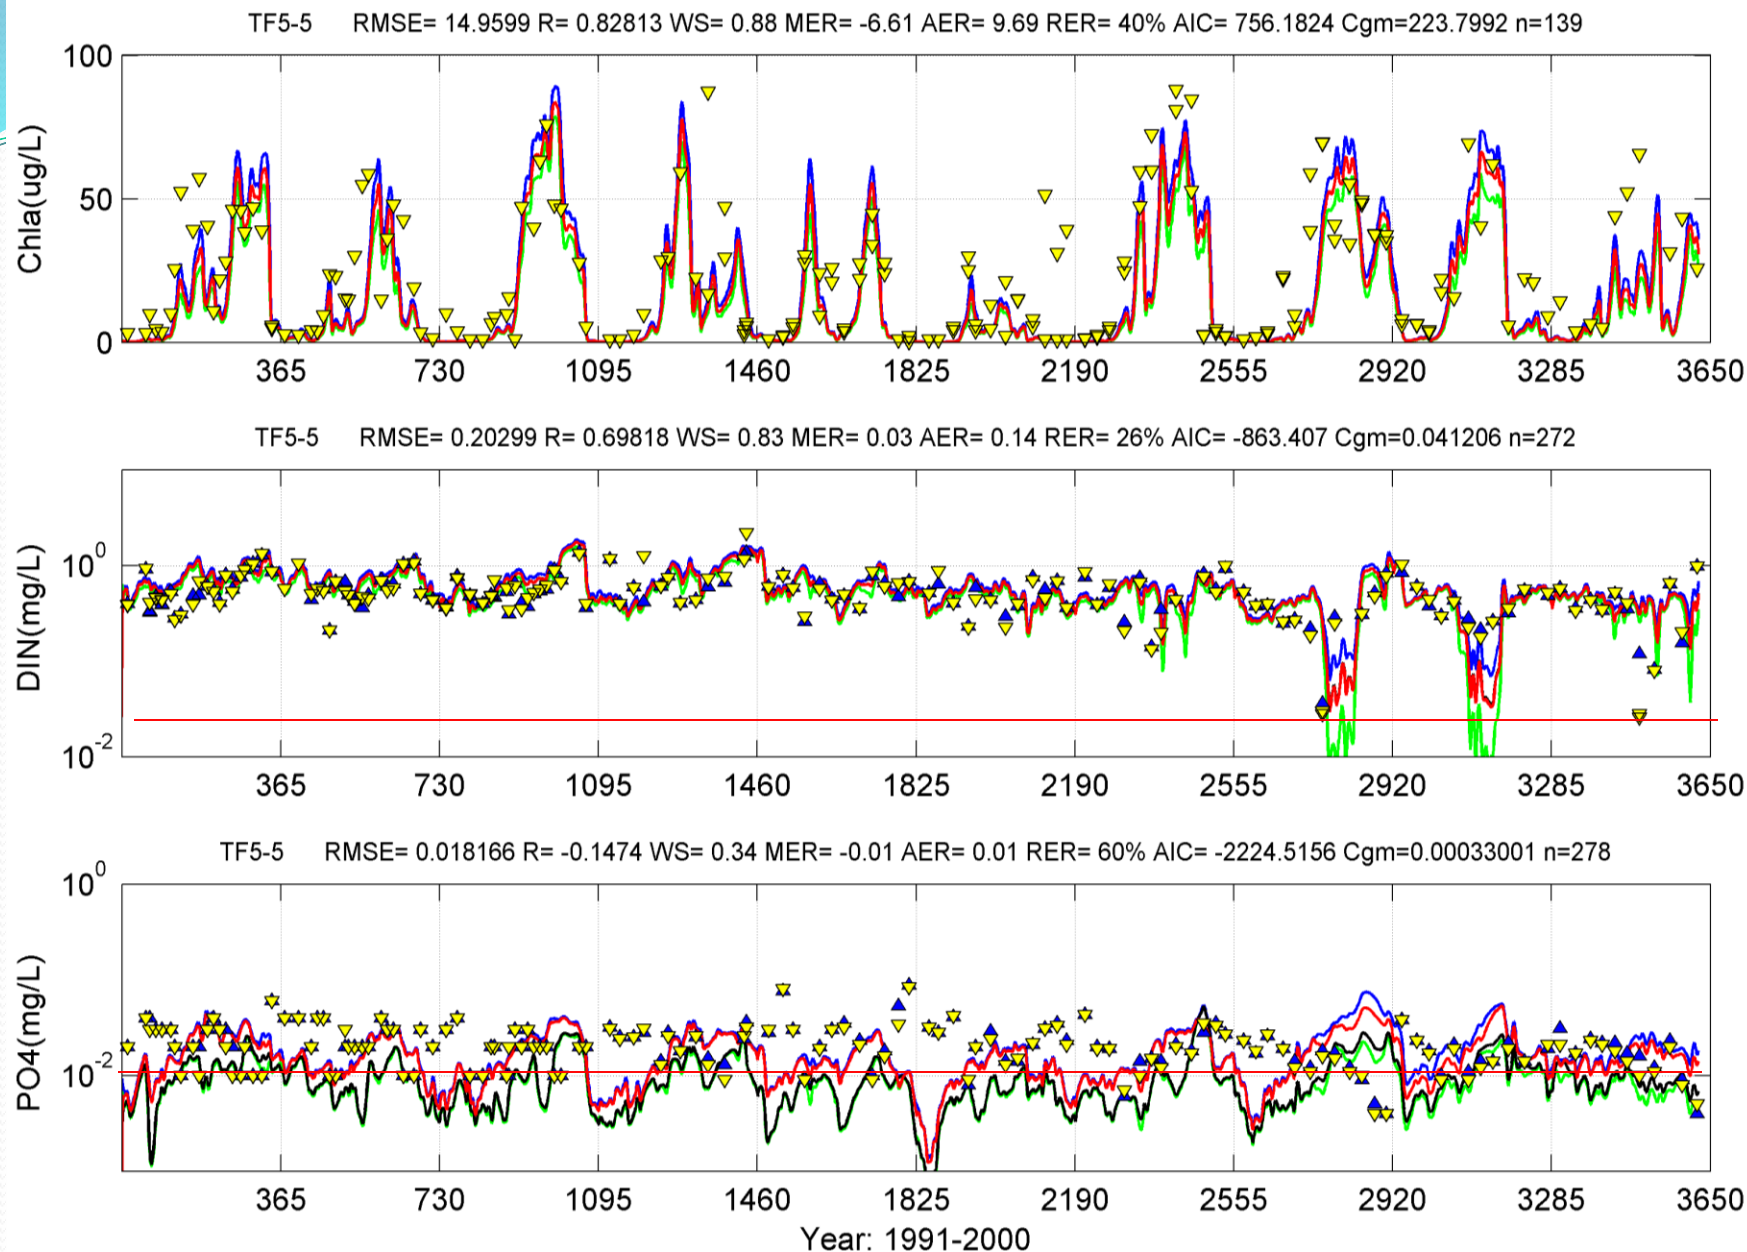 TF5-5 RMSE= 14.9599 R= 0.82813 WS= 0.88 MER= -6.61 AER= 9.69 RER= 40% AIC= 756.1824 Cgm=223.7992 n=139
100
50
0
Chla(ug/L)
365 730 1095 1460 1825 2190 2555 2920 3285 3650
TF5-5 RMSE= 0.20299 R= 0.69818 WS= 0.83 MER= 0.03 AER= 0.14 RER= 26% AIC= -863.407 Cgm=0.041206 n=272
10^0
10^-2
DIN(mg/L)
365 730 1095 1460 1825 2190 2555 2920 3285 3650
TF5-5 RMSE= 0.018166 R= -0.1474 WS= 0.34 MER= -0.01 AER= 0.01 RER= 60% AIC= -2224.5156 Cgm=0.00033001 n=278
10^0
10^-2
PO4(mg/L)
365 730 1095 1460 1825 2190 2555 2920 3285 3650
Year: 1991-2000